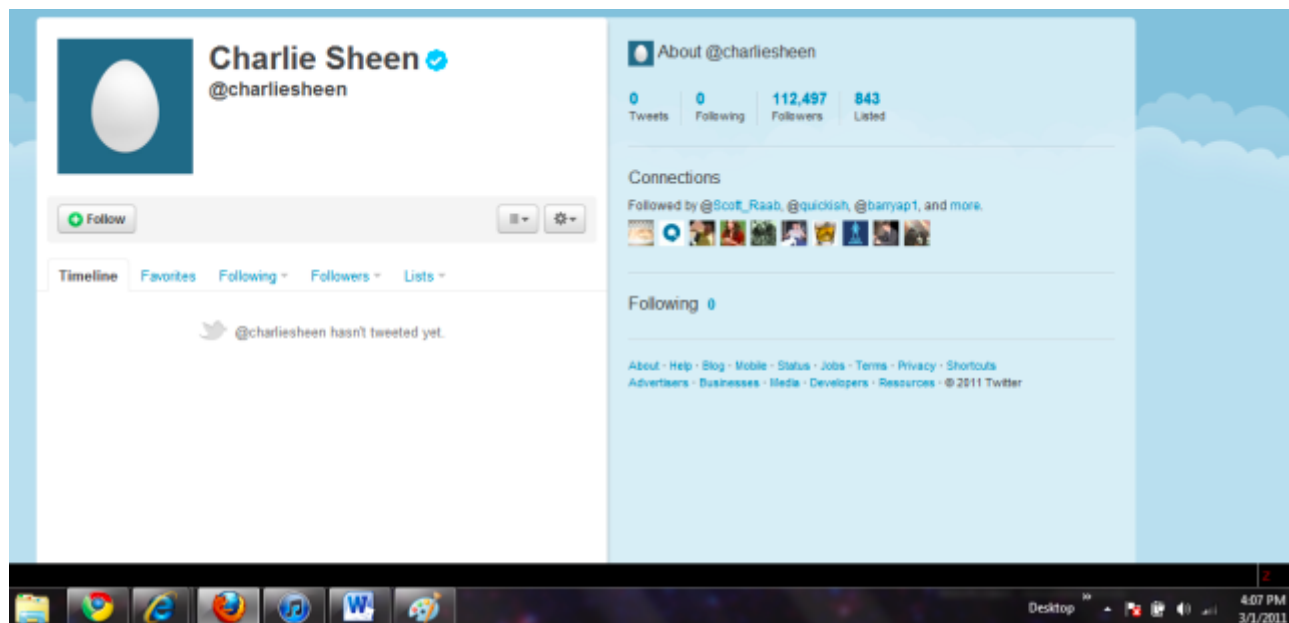 Charlie Sheen
@charliesheen
Follow
Timeline Favorites Following Followers Lists
@charliesheen hasn't tweeted yet.
About @charliesheen
0 0 112,497 843
Tweets Following Followers Listed
Connections
Followed by @Scott_Raab, @quickish, @barryap1, and more.
Following 0
About · Help · Blog · Mobile · Status · Jobs · Terms · Privacy · Shortcuts
Advertisers · Businesses · Media · Developers · Resources · © 2011 Twitter
Z
W
Desktop »
4:07 PM
3/1/2011